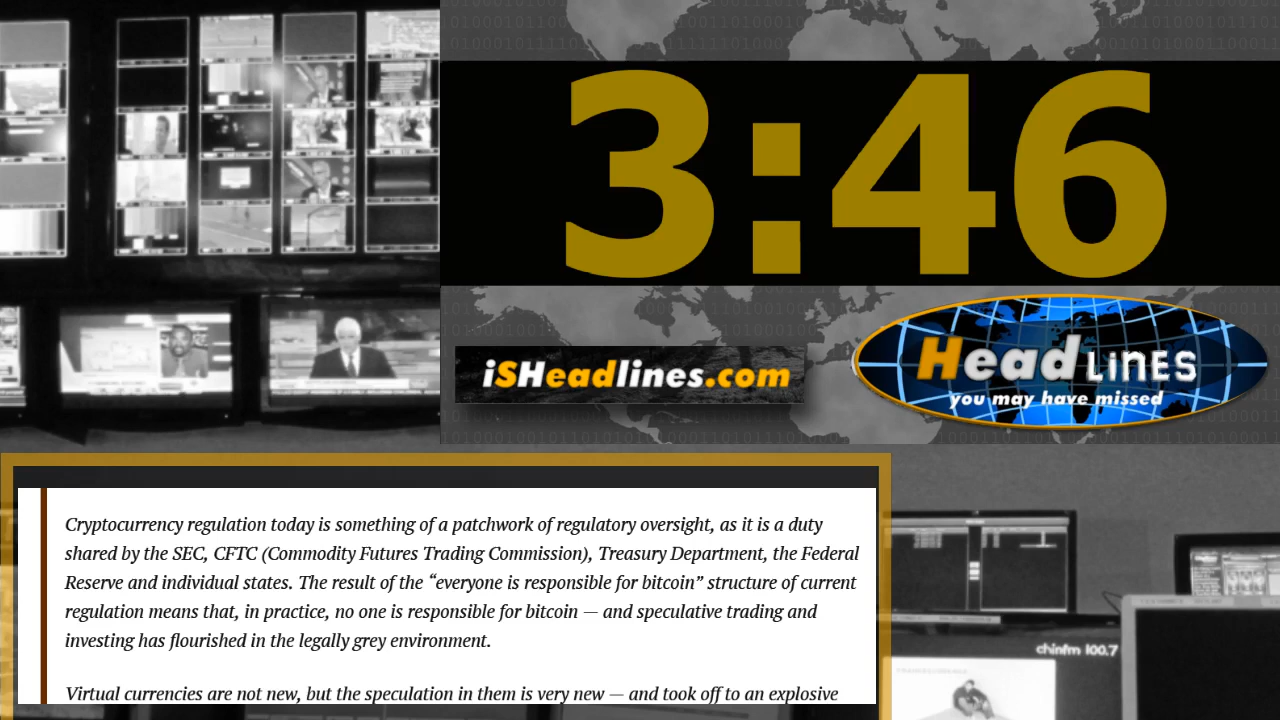 3:46
iSHeadlines.com
HeadLINES
you may have missed
Cryptocurrency regulation today is something of a patchwork of regulatory oversight, as it is a duty
shared by the SEC, CFTC (Commodity Futures Trading Commission), Treasury Department, the Federal
Reserve and individual states. The result of the “everyone is responsible for bitcoin” structure of current
regulation means that, in practice, no one is responsible for bitcoin — and speculative trading and
investing has flourished in the legally grey environment.
chinfm 100.7
Virtual currencies are not new, but the speculation in them is very new — and took off to an explosive